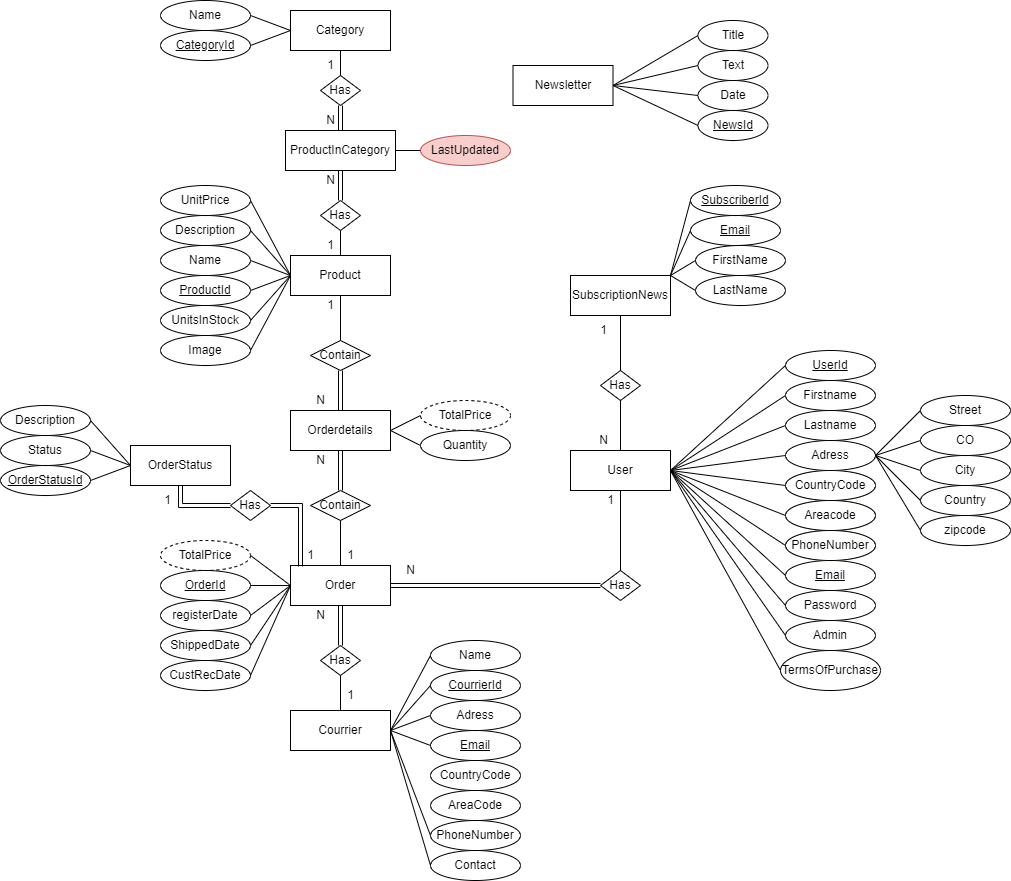 Name
CategoryId
Category
1
Has
N
ProductInCategory
LastUpdated
N
Has
1
Newsletter
Title
Text
Date
NewsId
UnitPrice
Description
Name
ProductId
UnitsInStock
Image
Product
1
Contain
N
Orderdetails
TotalPrice
Quantity
N
Contain
1
SubscriberId
Email
FirstName
LastName
SubscriptionNews
1
Has
N
User
1
UserId
Firstname
Lastname
Adress
CountryCode
Areacode
PhoneNumber
Email
Password
Admin
TermsOfPurchase
Street
CO
City
Country
zipcode
Description
Status
OrderStatusId
OrderStatus
1
Has
1
TotalPrice
OrderId
registerDate
ShippedDate
CustRecDate
Order
N
Has
N
Has
1
Courrier
Name
CourrierId
Adress
Email
CountryCode
AreaCode
PhoneNumber
Contact